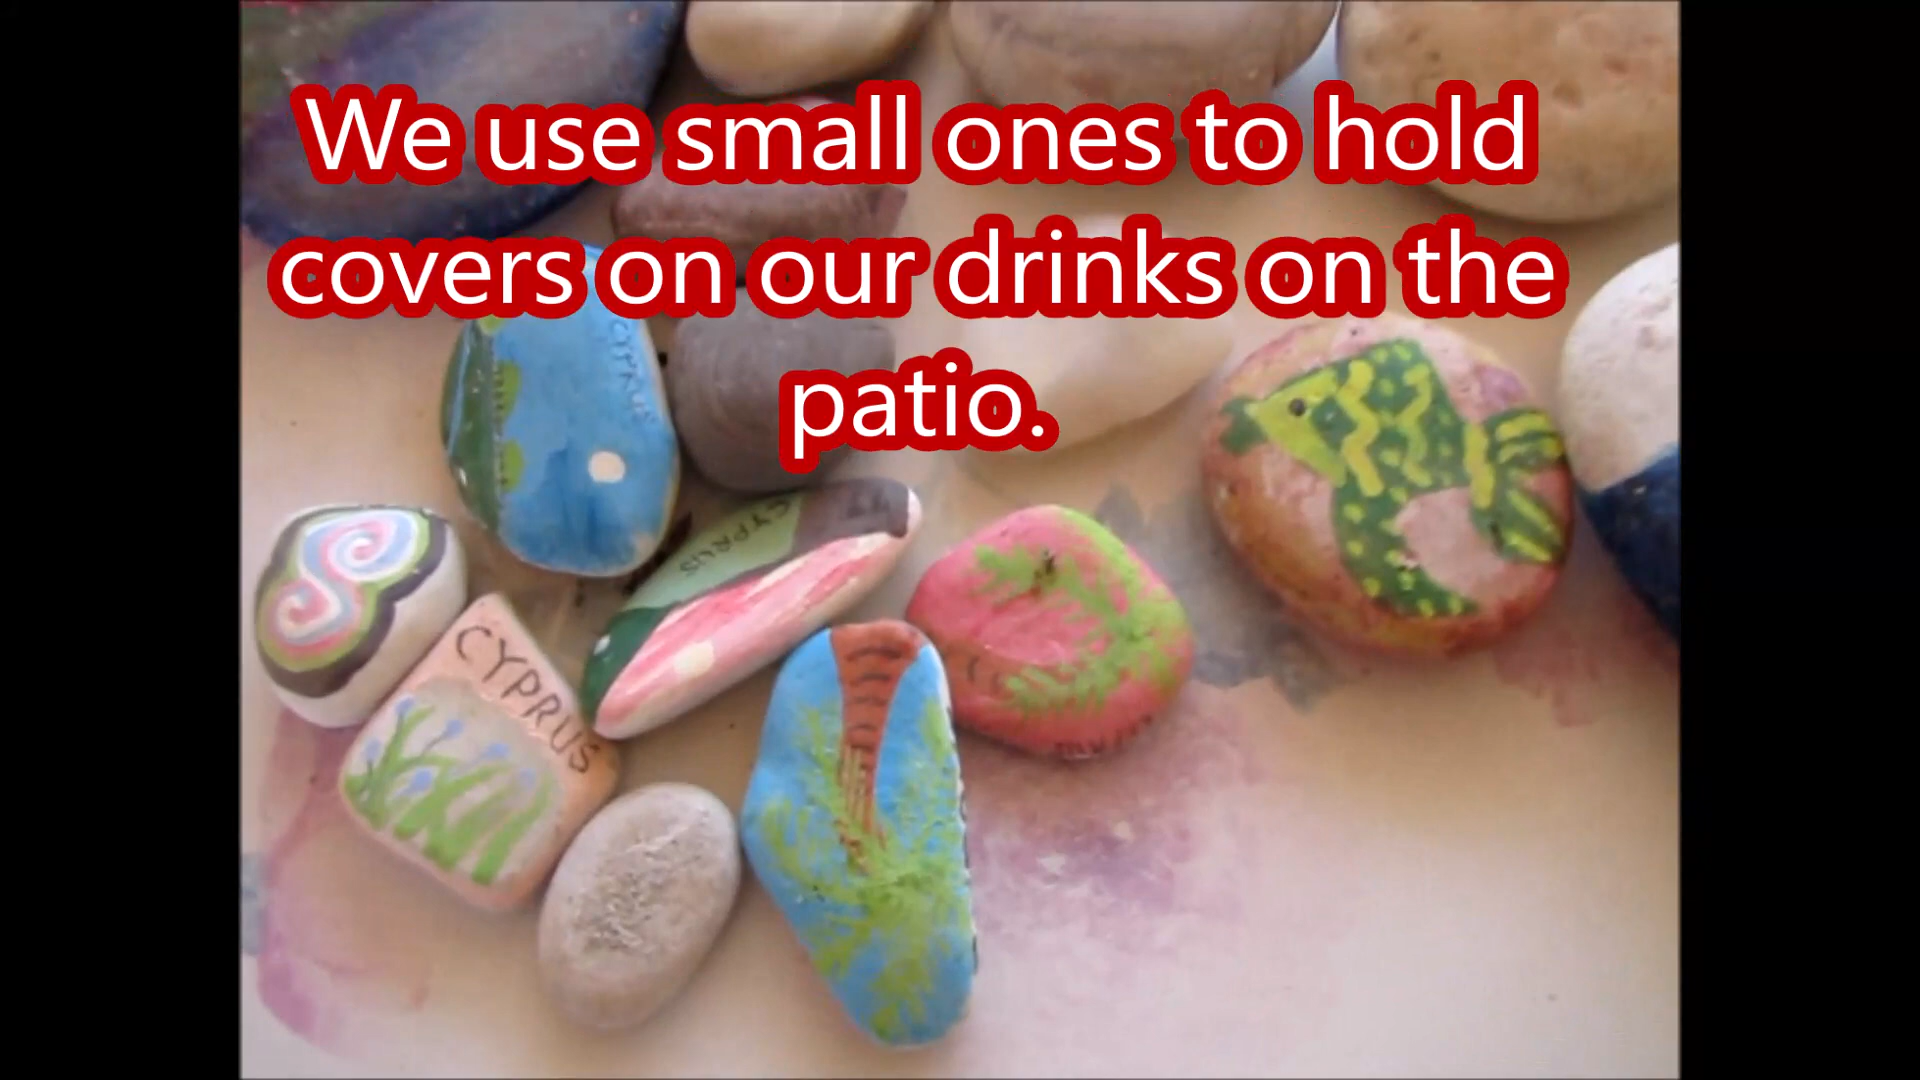 We use small ones to hold
covers on our drinks on the
patio.
CYPRUS
CYPRUS
CYPRUS